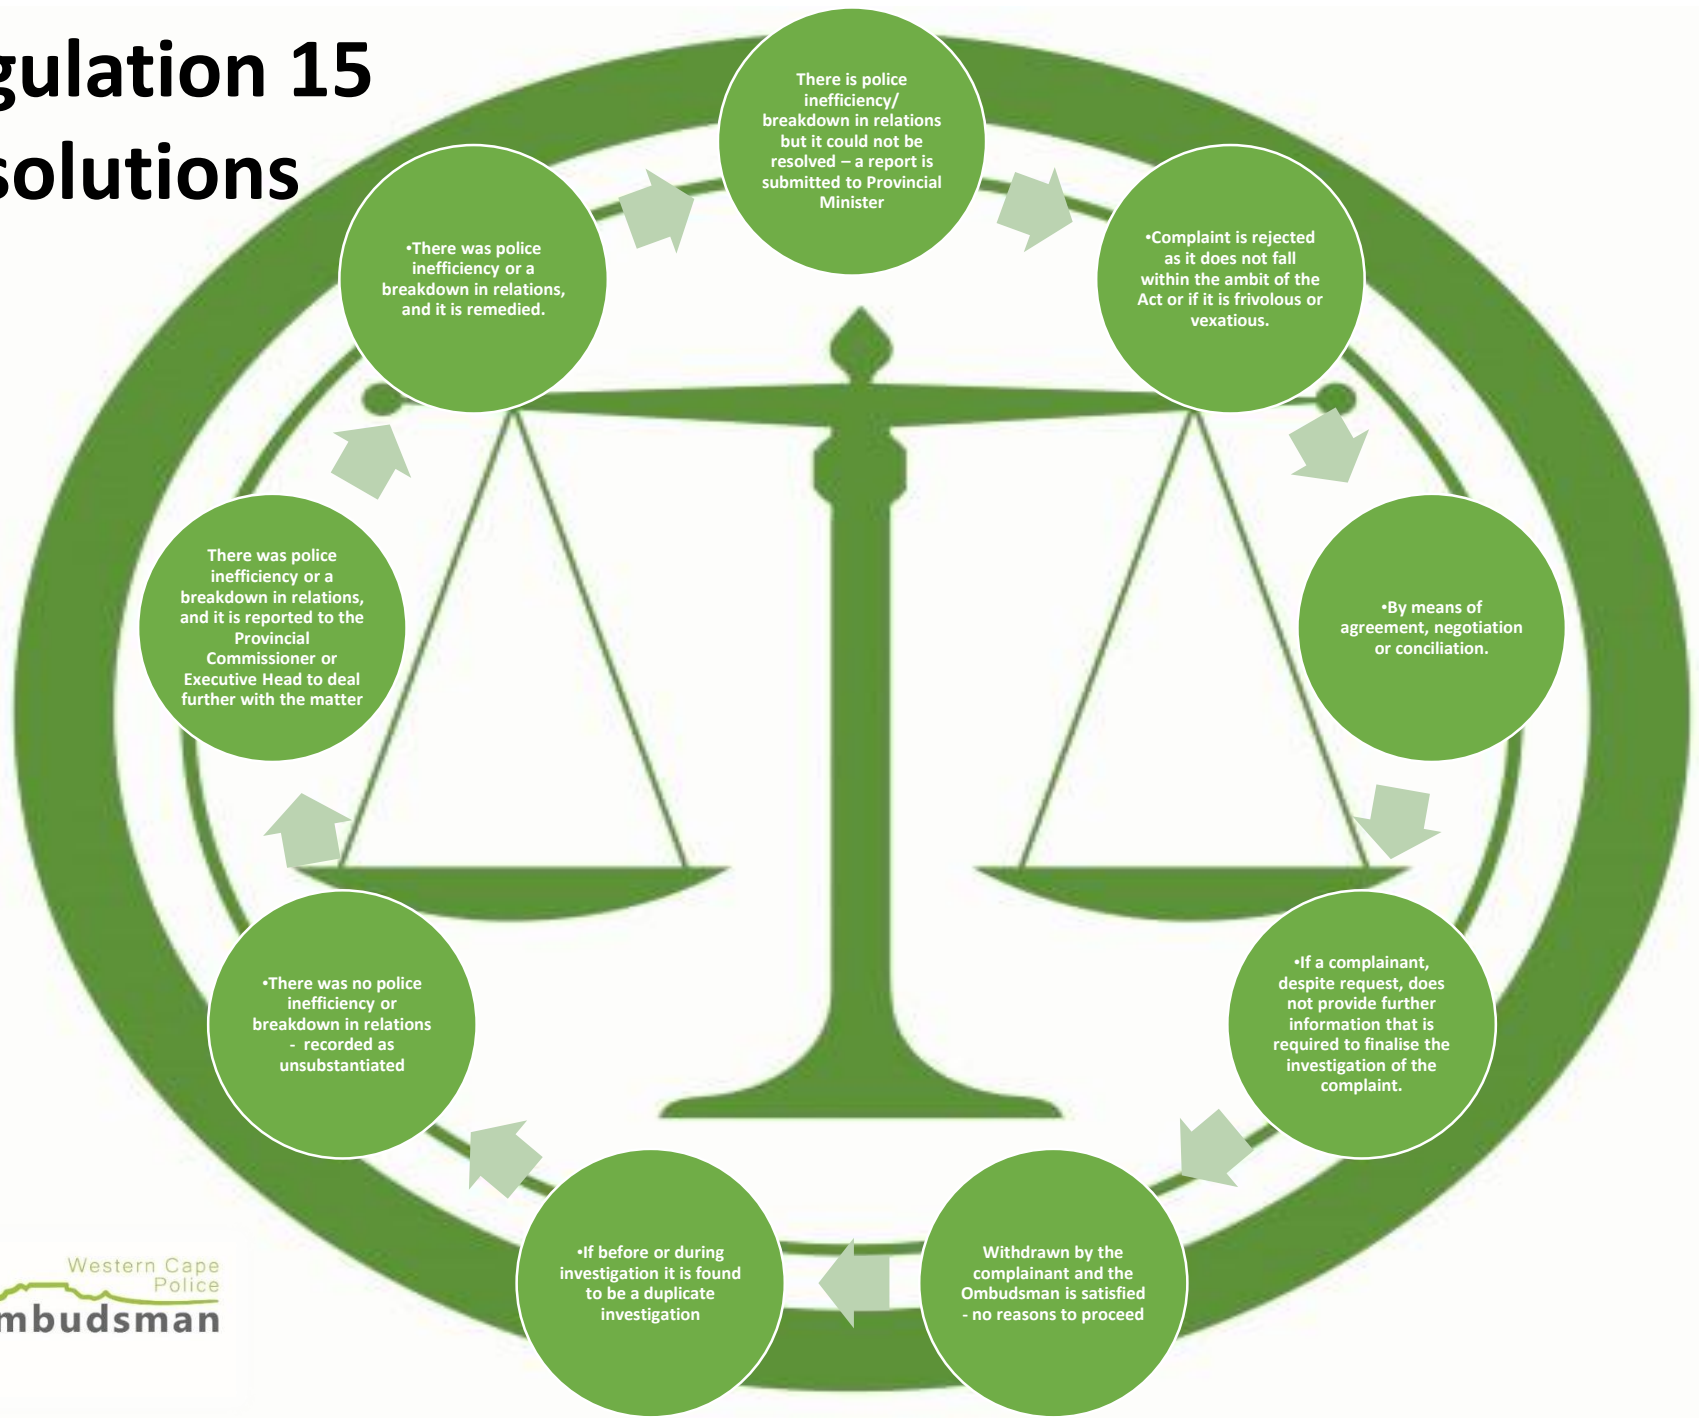 gulation 15
solutions
There is police
inefficiency/
breakdown in relations
but it could not be
resolved – a report is
submitted to Provincial
Minister
•Complaint is rejected
as it does not fall
within the ambit of the
Act or if it is frivolous or
vexatious.
•By means of
agreement, negotiation
or conciliation.
•If a complainant,
despite request, does
not provide further
information that is
required to finalise the
investigation of the
complaint.
Withdrawn by the
complainant and the
Ombudsman is satisfied
- no reasons to proceed
•If before or during
investigation it is found
to be a duplicate
investigation
•There was no police
inefficiency or
breakdown in relations
- recorded as
unsubstantiated
There was police
inefficiency or a
breakdown in relations,
and it is reported to the
Provincial
Commissioner or
Executive Head to deal
further with the matter
•There was police
inefficiency or a
breakdown in relations,
and it is remedied.
Western Cape
Police
mbudsman